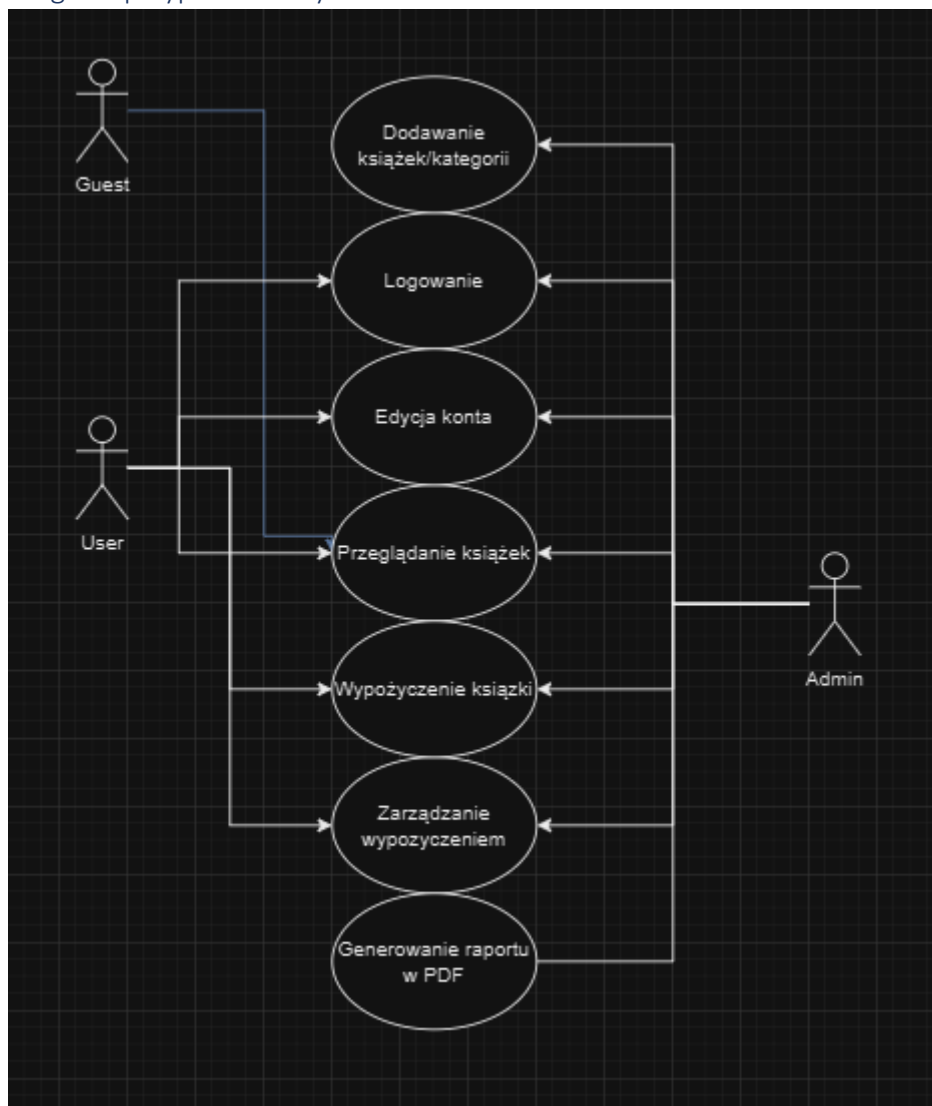 Guest
Dodawanie
książek/kategorii
Logowanie
Edycja konta
User
Przeglądanie książek
Admin
Wypożyczenie ksiązki
Zarządzanie
wypozyczeniem
Generowanie raportu
w PDF